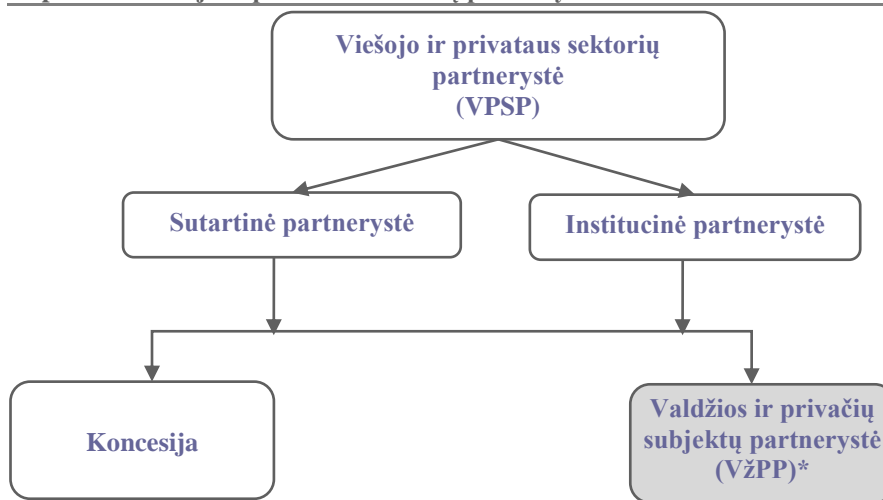 Viešojo ir privataus sektorių
partnerystė
(VPSP)
Sutartinė partnerystė
Institucinė partnerystė
Koncesija
Valdžios ir privačių
subjektų partnerystė
(VžPP)*